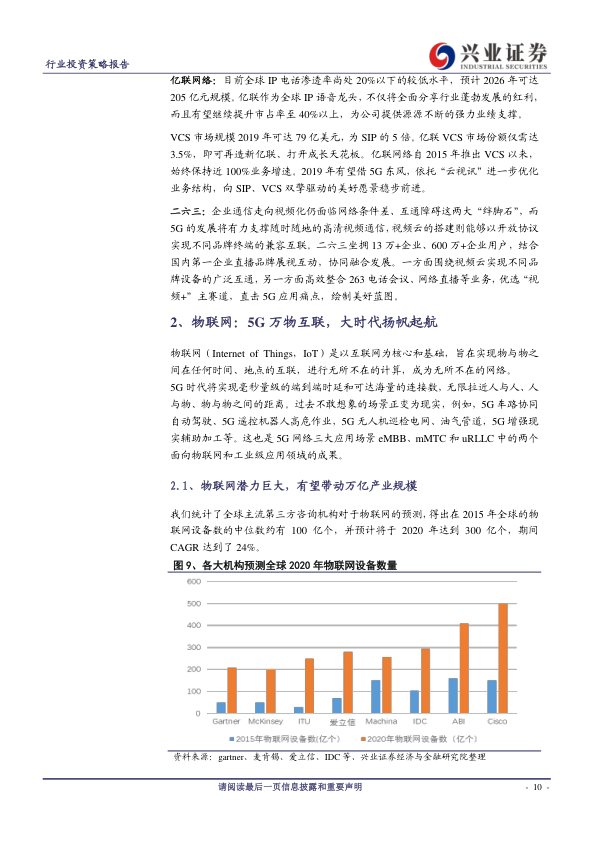 行业投资策略报告
兴业证券
INDUSTRIAL SECURITIES
亿联网络：目前全球 IP 电话渗透率尚处 20%以下的较低水平，预计 2026 年可达
205 亿元规模。亿联作为全球 IP 语音龙头，不仅将全面分享行业蓬勃发展的红利，
而且有望继续提升市占率至 40%以上，为公司提供源源不断的强力业绩支撑。
VCS 市场规模 2019 年可达 79 亿美元，为 SIP 的 5 倍。亿联 VCS 市场份额仅需达
3.5%，即可再造新亿联、打开成长天花板。亿联网络自 2015 年推出 VCS 以来，
始终保持近 100%业务增速。2019 年有望借 5G 东风，依托“云视讯”进一步优化
业务结构，向 SIP、VCS 双擎驱动的美好愿景稳步前进。
二六三：企业通信走向视频化仍面临网络条件差、互通障碍这两大“绊脚石”，而
5G 的发展将有力支撑随时随地的高清视频通信，视频云的搭建则能够以开放协议
实现不同品牌终端的兼容互联。二六三坐拥 13 万+企业，600 万+企业用户，结合
国内第一企业直播品牌展视互动，协同融合发展。一方面围绕视频云实现不同品
牌设备的广泛互通，另一方面高效整合 263 电话会议、网络直播等业务，优选“视
频+”主赛道，直击 5G 应用痛点，绘制美好蓝图。
2、物联网：5G 万物互联，大时代扬帆起航
物联网（Internet of Things，IoT）是以互联网为核心和基础，旨在实现物与物之
间在任何时间、地点的互联，进行无所不在的计算，成为无所不在的网络。
5G 时代将实现毫秒量级的端到端时延和可达海量的连接数，无限拉近人与人、人
与物、物与物之间的距离。过去不敢想象的场景正变为现实，例如，5G 车路协同
自动驾驶、5G 遥控机器人高危作业，5G 无人机巡检电网、油气管道，5G 增强现
实辅助加工等。这也是 5G 网络三大应用场景 eMBB、mMTC 和 uRLLC 中的两个
面向物联网和工业级应用领域的成果。
2.1、物联网潜力巨大，有望带动万亿产业规模
我们统计了全球主流第三方咨询机构对于物联网的预测，得出在 2015 年全球的物
联网设备数的中位数约有 100 亿个，并预计将于 2020 年达到 300 亿个，期间
CAGR 达到了 24%。
图 9、各大机构预测全球 2020 年物联网设备数量
600
500
400
300
200
100
0
Gartner McKinsey ITU 爱立信 Machina IDC ABI Cisco
2015年物联网设备数(亿个) 2020年物联网设备数（亿个）
资料来源：gartner、麦肯锡、爱立信、IDC 等，兴业证券经济与金融研究院整理
请阅读最后一页信息披露和重要声明
- 10 -